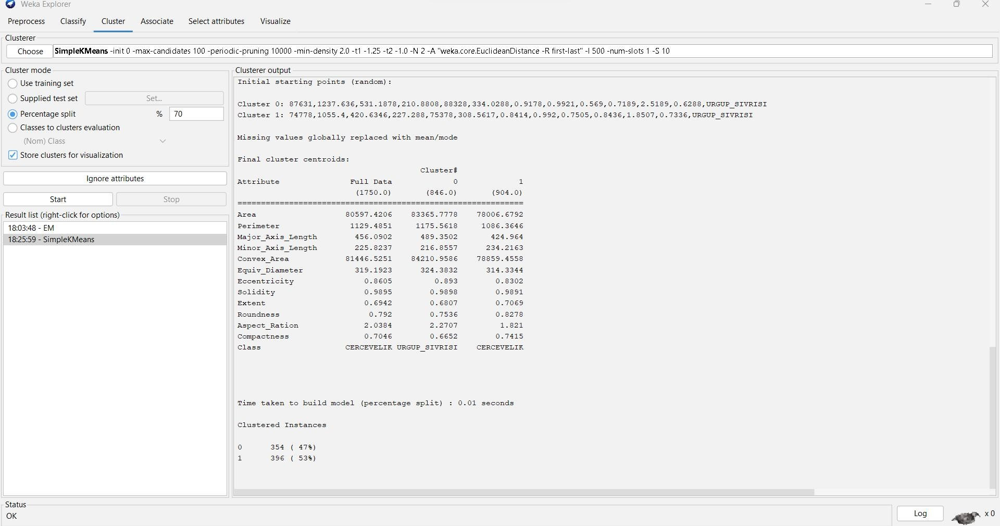 Weka Explorer
Preprocess Classify Cluster Associate Select attributes Visualize
Clusterer
Choose SimpleKMeans -init 0 -max-candidates 100 -periodic-pruning 10000 -min-density 2.0 -t1 -1.25 -t2 -1.0 -N 2 -A "weka.core.EuclideanDistance -R first-last" -I 500 -num-slots 1 -S 10
Cluster mode
Use training set
Supplied test set Set...
Percentage split % 70
Classes to clusters evaluation
(Nom) Class
Store clusters for visualization
Ignore attributes
Start Stop
Result list (right-click for options)
18:03:48 - EM
18:25:59 - SimpleKMeans
Clusterer output
Initial starting points (random):
Cluster 0: 87631,1237.636,531.1878,210.8808,88328,334.0288,0.9178,0.9921,0.569,0.7189,2.5189,0.6288,URGUP_SIVRISI
Cluster 1: 74778,1055.4,420.6346,227.288,75378,308.5617,0.8414,0.992,0.7505,0.8436,1.8507,0.7336,URGUP_SIVRISI
Missing values globally replaced with mean/mode
Final cluster centroids:
Cluster#
Attribute Full Data 0 1
(1750.0) (846.0) (904.0)
=============================================================
Area 80597.4206 83365.7778 78006.6792
Perimeter 1129.4851 1175.5618 1086.3646
Major_Axis_Length 456.0902 489.3502 424.964
Minor_Axis_Length 225.8237 216.8557 234.2163
Convex_Area 81446.5251 84210.9586 78859.4558
Equiv_Diameter 319.1923 324.3832 314.3344
Eccentricity 0.8605 0.893 0.8302
Solidity 0.9895 0.9898 0.9891
Extent 0.6942 0.6807 0.7069
Roundness 0.792 0.7536 0.8278
Aspect_Ration 2.0384 2.2707 1.821
Compactness 0.7046 0.6652 0.7415
Class CERCEVELIK URGUP_SIVRISI CERCEVELIK
Time taken to build model (percentage split) : 0.01 seconds
Clustered Instances
0 354 ( 47%)
1 396 ( 53%)
Status
OK
Log x 0